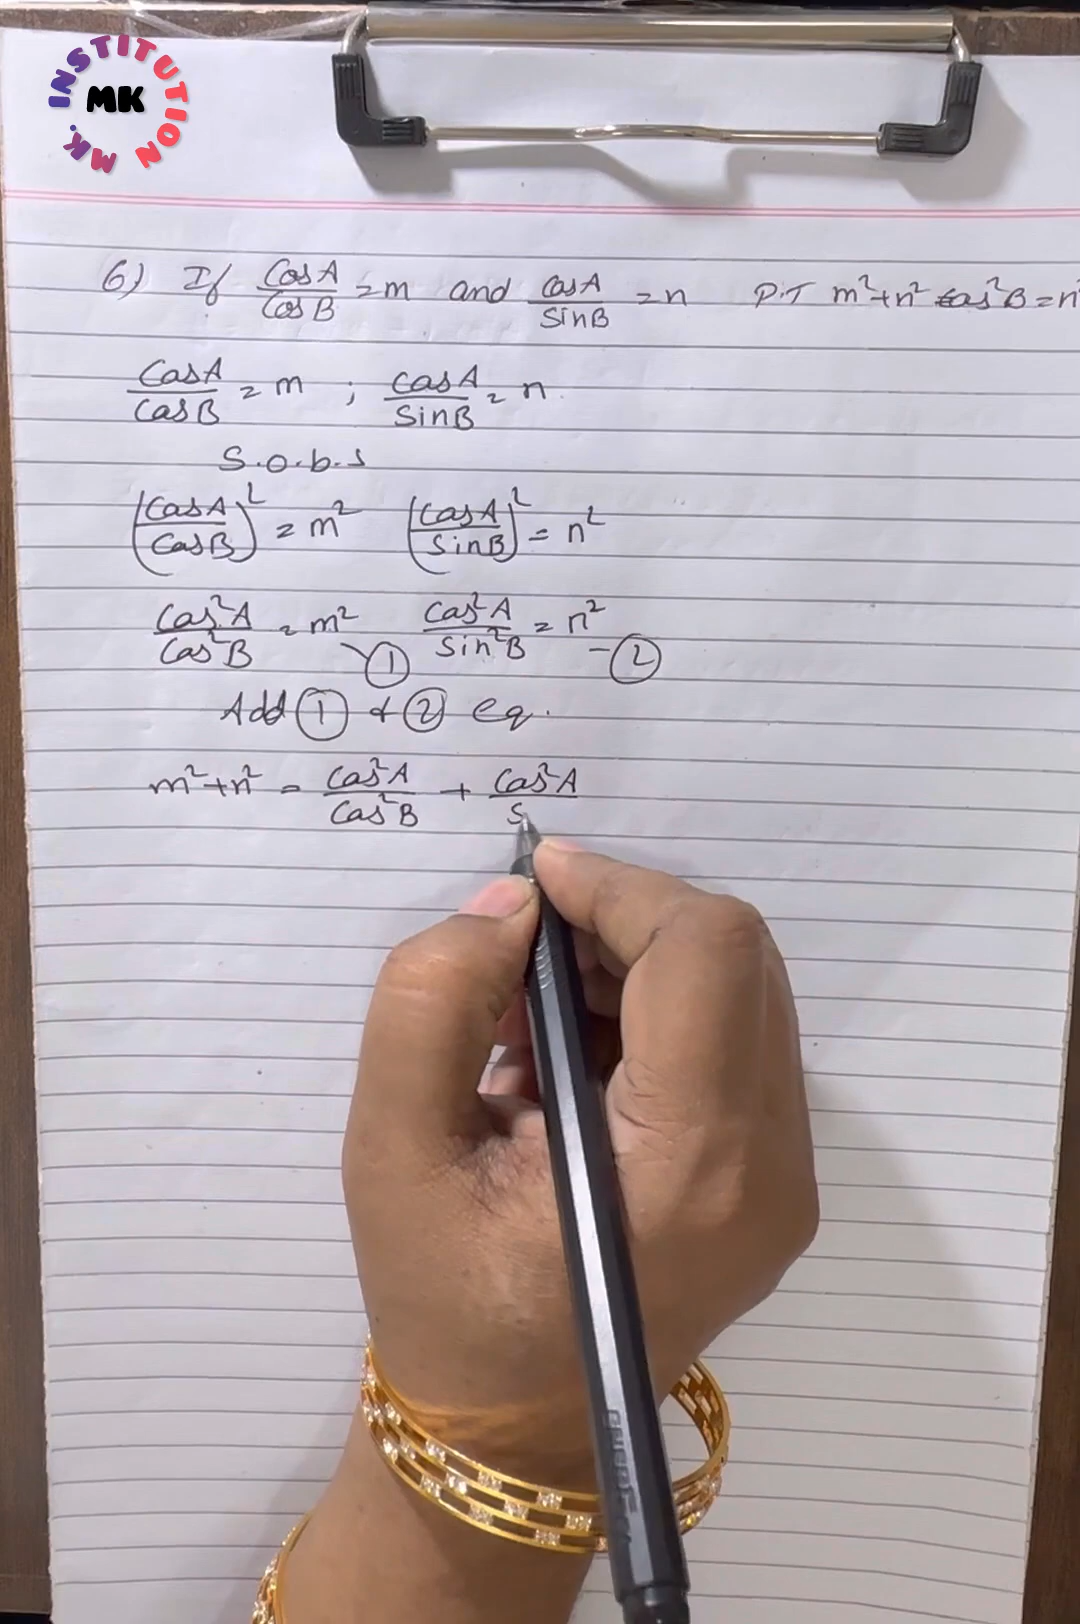 MK. INSTITUTION
MK
6) If CosA/CosB = m and CosA/SinB = n P.T m²+n² Cos²B = n²
CosA/CosB = m ; CosA/SinB = n.
S.o.b.s
(CosA/CosB)² = m² (CosA/SinB)² = n²
Cos²A/Cos²B = m² - ① Cos²A/Sin²B = n² - ②
Add ① & ② eq.
m²+n² = Cos²A/Cos²B + Cos²A/S